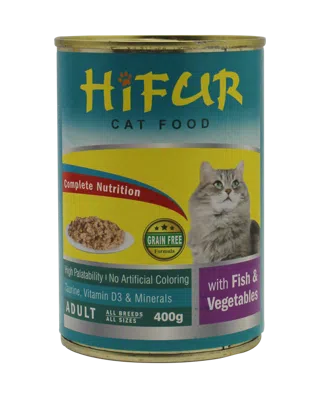 HiFUR
CAT FOOD
Complete Nutrition
GRAIN FREE
Formula
High Palatability | No Artificial Coloring
Taurine, Vitamin D3 & Minerals
with Fish &
Vegetables
ADULT ALL BREEDS
ALL SIZES 400g